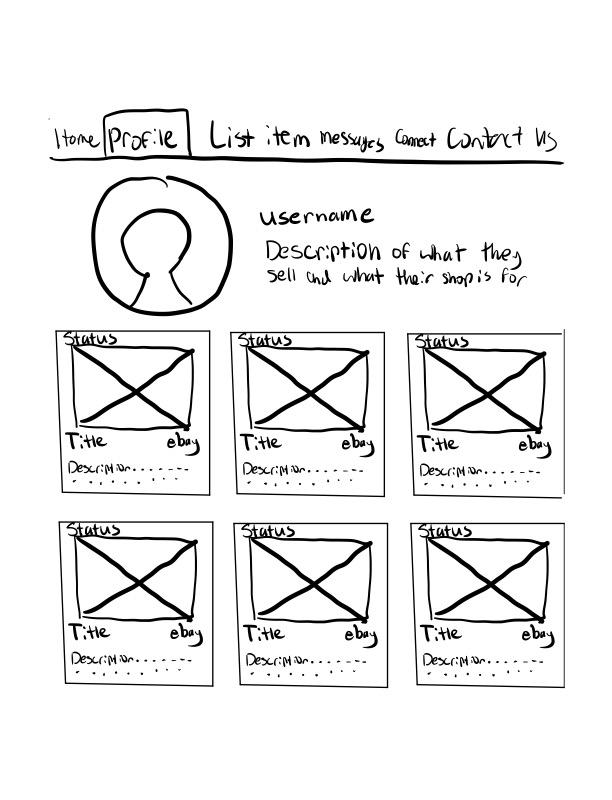 Home Profile List item messages Connect Contact Us
username
Description of what they
sell and what their shop is for
Status Status Status
Title ebay Title ebay Title ebay
Description....... Description....... Description.......
Status Status Status
Title ebay Title ebay Title ebay
Description....... Description....... Description.......